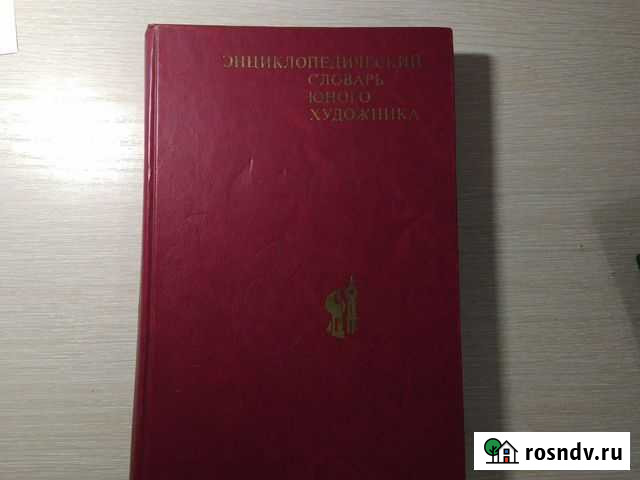 ЭНЦИКЛОПЕДИЧЕСКИЙ
СЛОВАРЬ
ЮНОГО
ХУДОЖНИКА
rosndv.ru